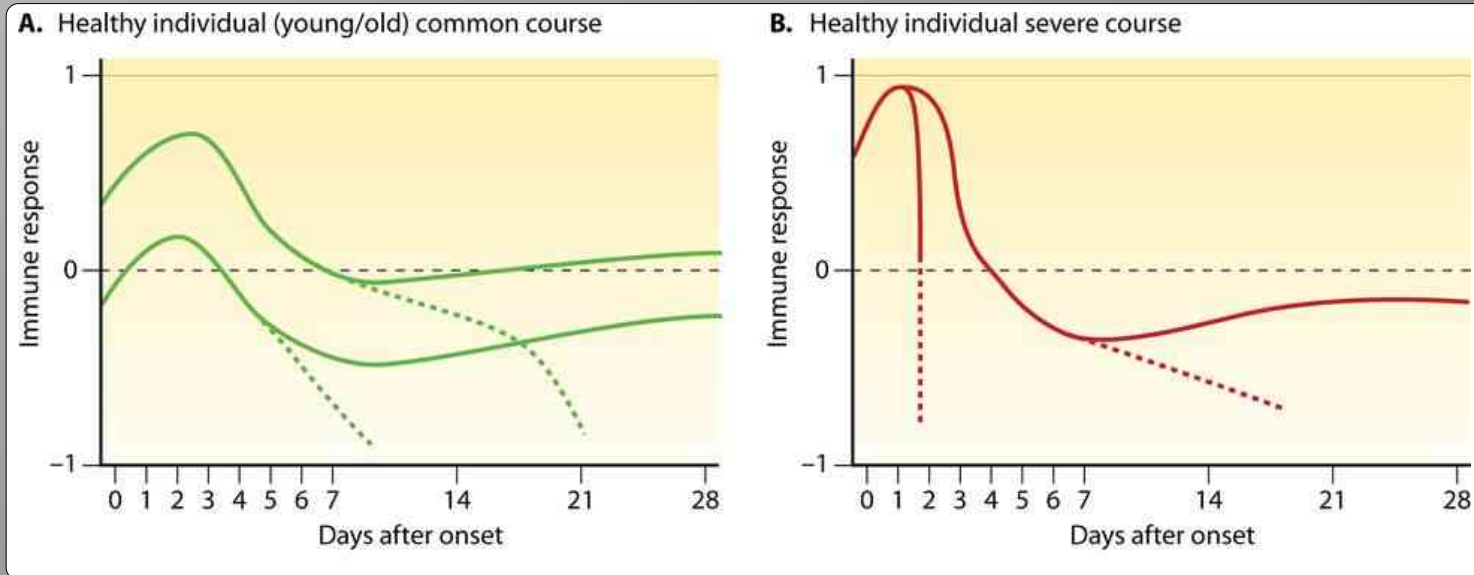 A. Healthy individual (young/old) common course
1
0
−1
Immune response
0 1 2 3 4 5 6 7 14 21 28
Days after onset
B. Healthy individual severe course
1
0
−1
Immune response
0 1 2 3 4 5 6 7 14 21 28
Days after onset